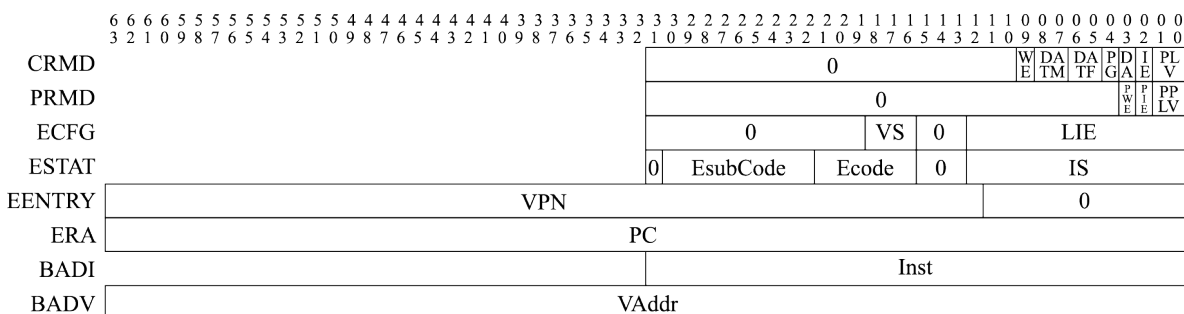 6 6 6 6 5 5 5 5 5 5 5 5 5 5 4 4 4 4 4 4 4 4 4 4 3 3 3 3 3 3 3 3 3 3 2 2 2 2 2 2 2 2 2 2 1 1 1 1 1 1 1 1 1 1 0 0 0 0 0 0 0 0 0 0
3 2 1 0 9 8 7 6 5 4 3 2 1 0 9 8 7 6 5 4 3 2 1 0 9 8 7 6 5 4 3 2 1 0 9 8 7 6 5 4 3 2 1 0 9 8 7 6 5 4 3 2 1 0 9 8 7 6 5 4 3 2 1 0
CRMD 0 WE DATM DATF PG DA IE PLV
PRMD 0 PWE PIE PPLV
ECFG 0 VS 0 LIE
ESTAT 0 EsubCode Ecode 0 IS
EENTRY VPN 0
ERA PC
BADI Inst
BADV VAddr